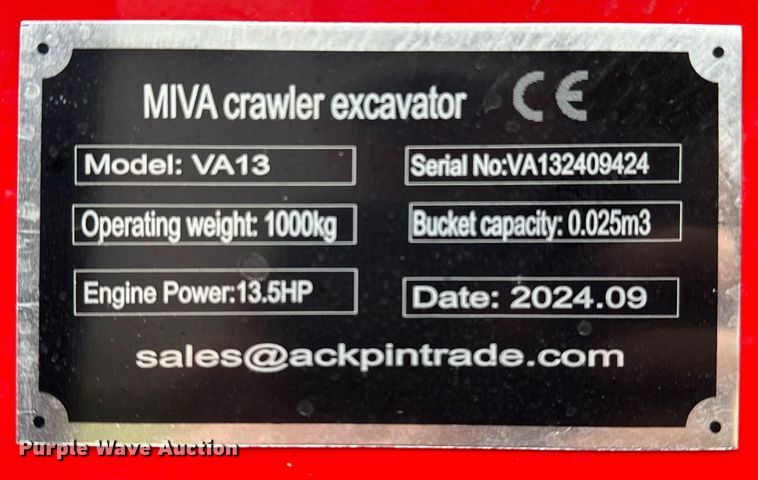 MIVA crawler excavator CE
Model: VA13
Serial No:VA132409424
Operating weight: 1000kg
Bucket capacity: 0.025m3
Engine Power:13.5HP
Date: 2024.09
sales@ackpintrade.com
Purple Wave Auction